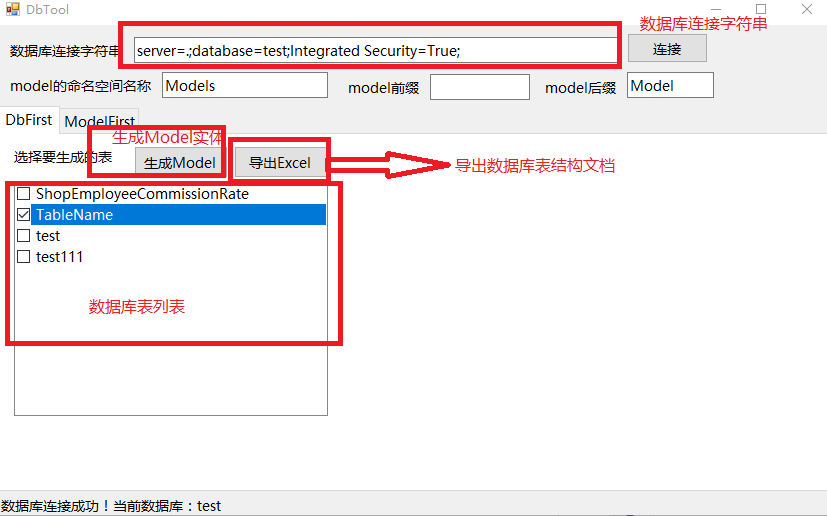 DbTool
数据库连接字符串
数据库连接字符串 server=.;database=test;Integrated Security=True; 连接
model的命名空间名称 Models model前缀 model后缀 Model
DbFirst ModelFirst
生成Model实体
选择要生成的表 生成Model 导出Excel 导出数据库表结构文档
ShopEmployeeCommissionRate
TableName
test
test111
数据库表列表
数据库连接成功！当前数据库：test